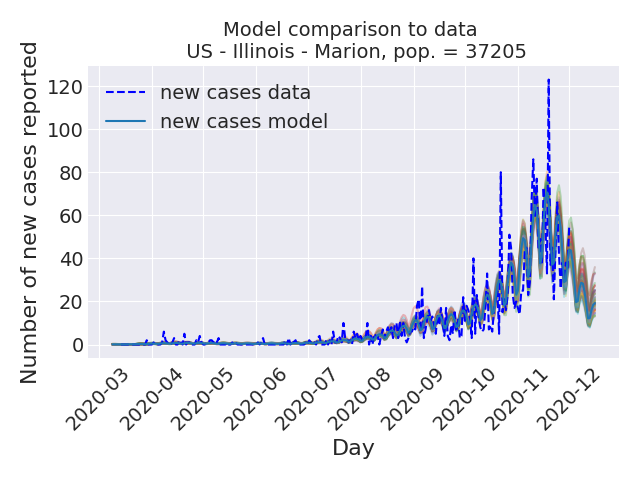 Model comparison to data
US - Illinois - Marion, pop. = 37205
Number of new cases reported
120
100
80
60
40
20
0
new cases data
new cases model
2020-03
2020-04
2020-05
2020-06
2020-07
2020-08
2020-09
2020-10
2020-11
2020-12
Day